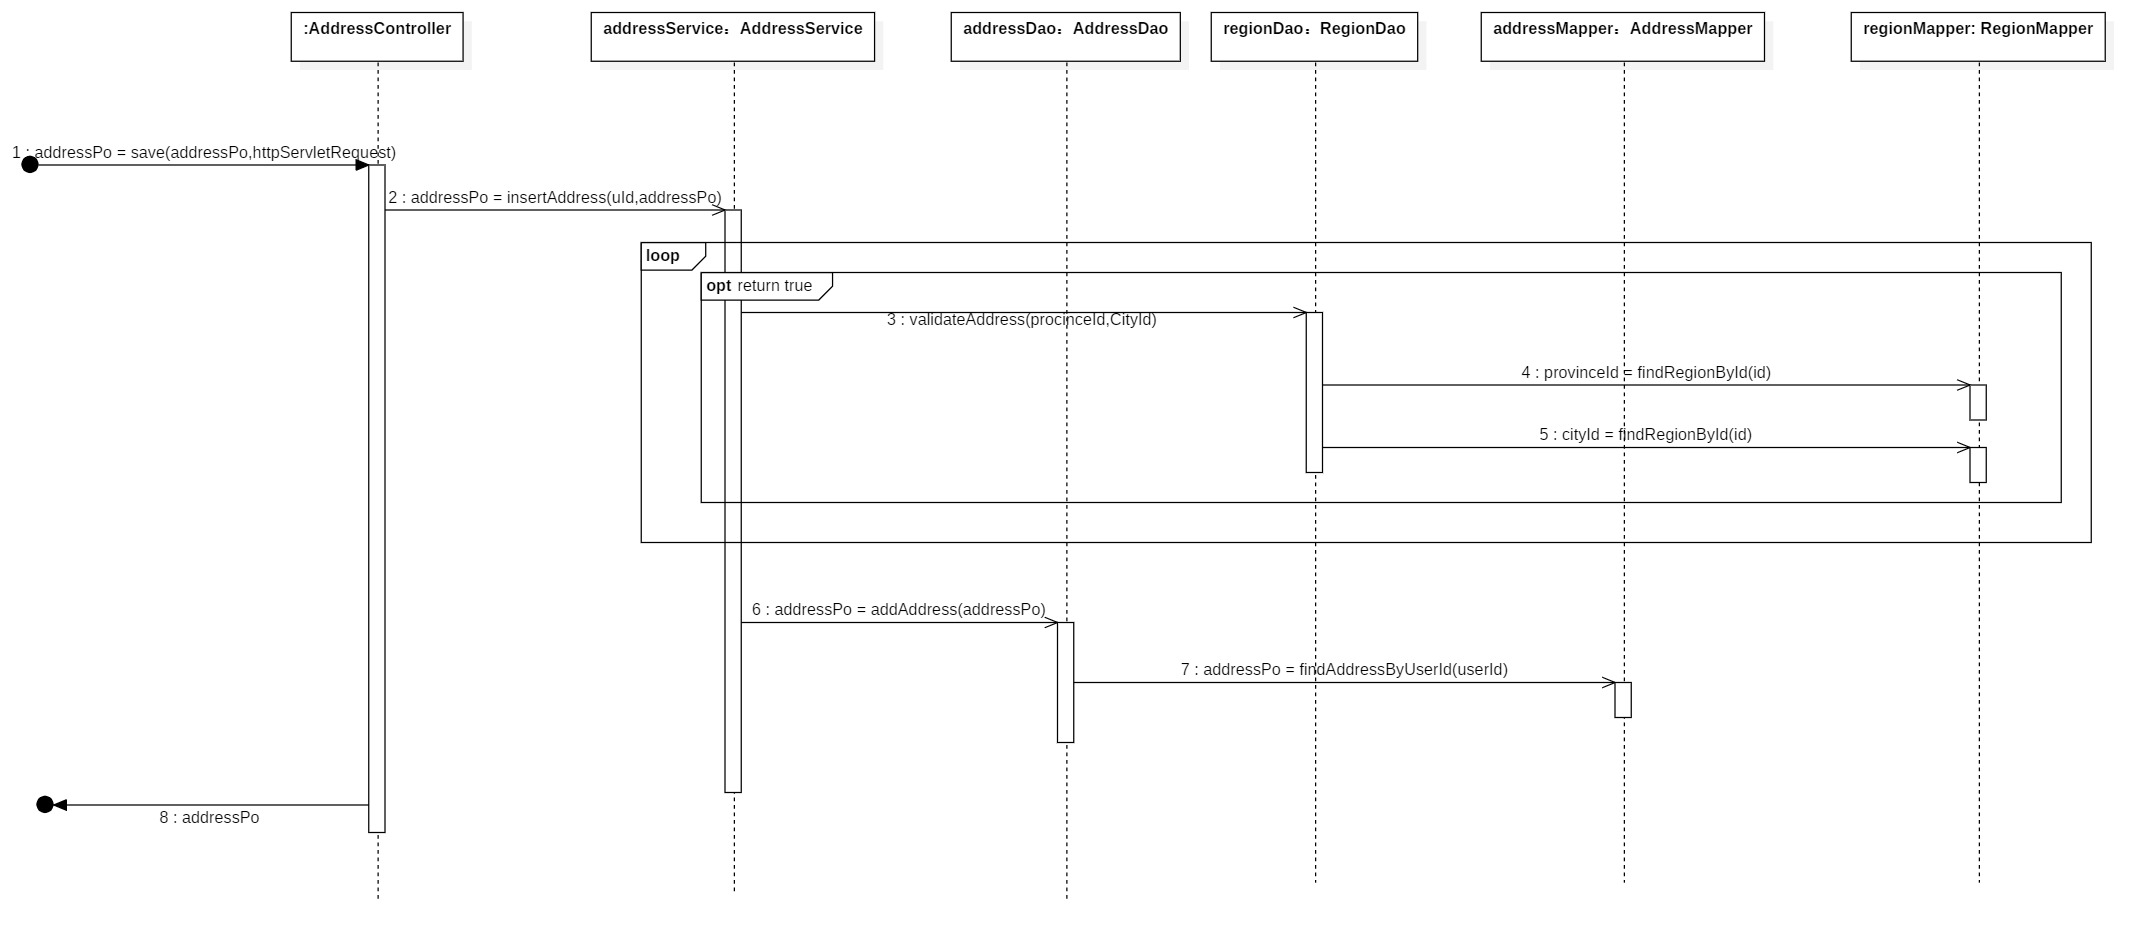 :AddressController
addressService：AddressService
addressDao：AddressDao
regionDao：RegionDao
addressMapper：AddressMapper
regionMapper: RegionMapper
1 : addressPo = save(addressPo,httpServletRequest)
2 : addressPo = insertAddress(uId,addressPo)
loop
opt return true
3 : validateAddress(procinceId,CityId)
4 : provinceId = findRegionById(id)
5 : cityId = findRegionById(id)
6 : addressPo = addAddress(addressPo)
7 : addressPo = findAddressByUserId(userId)
8 : addressPo